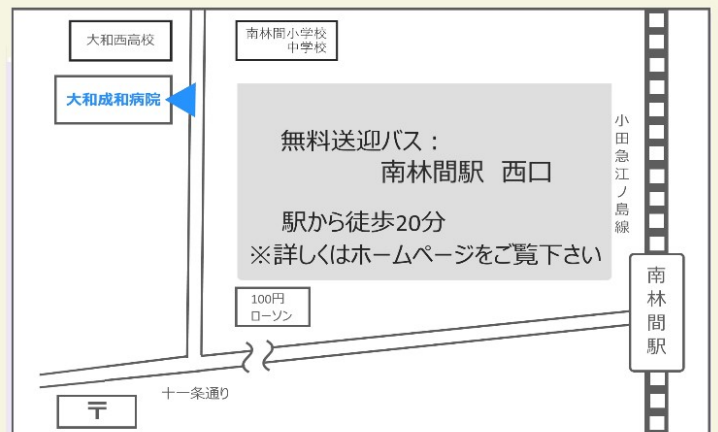 大和西高校
南林間小学校
中学校
大和成和病院
無料送迎バス：
南林間駅 西口
駅から徒歩20分
※詳しくはホームページをご覧下さい
小田急江ノ島線
100円
ローソン
南林間駅
十一条通り
〒